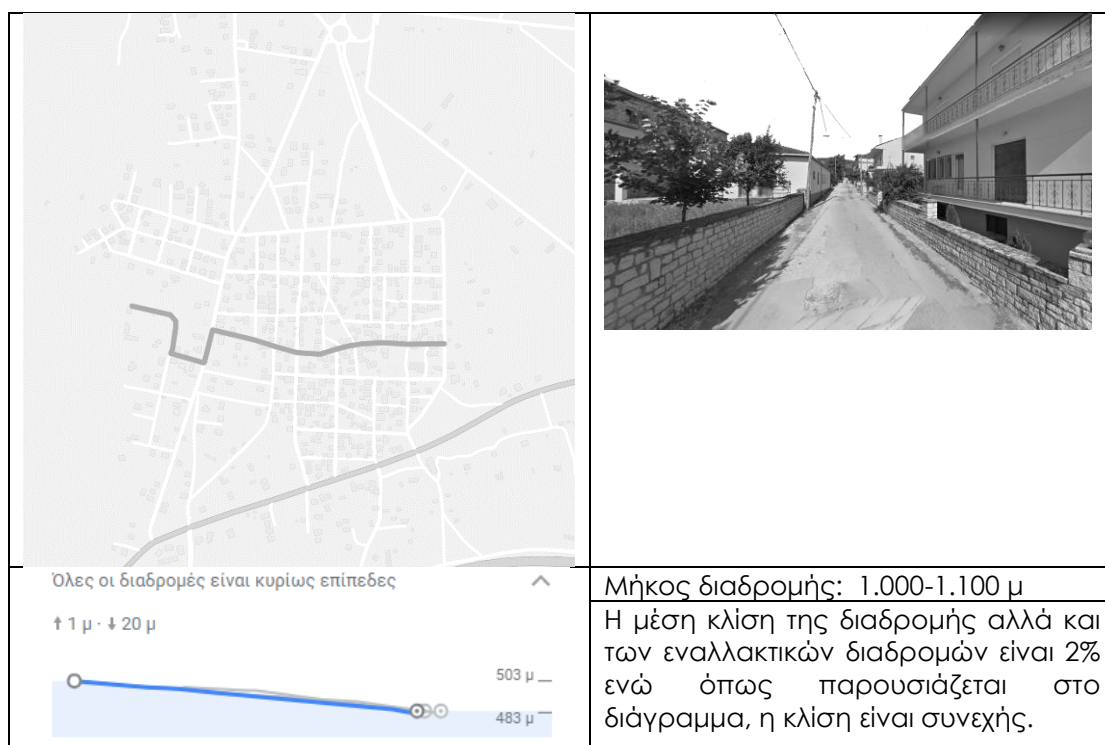 Όλες οι διαδρομές είναι κυρίως επίπεδες
↑ 1 μ · ↓ 20 μ
503 μ
483 μ
Μήκος διαδρομής: 1.000-1.100 μ
Η μέση κλίση της διαδρομής αλλά και
των εναλλακτικών διαδρομών είναι 2%
ενώ όπως παρουσιάζεται στο
διάγραμμα, η κλίση είναι συνεχής.